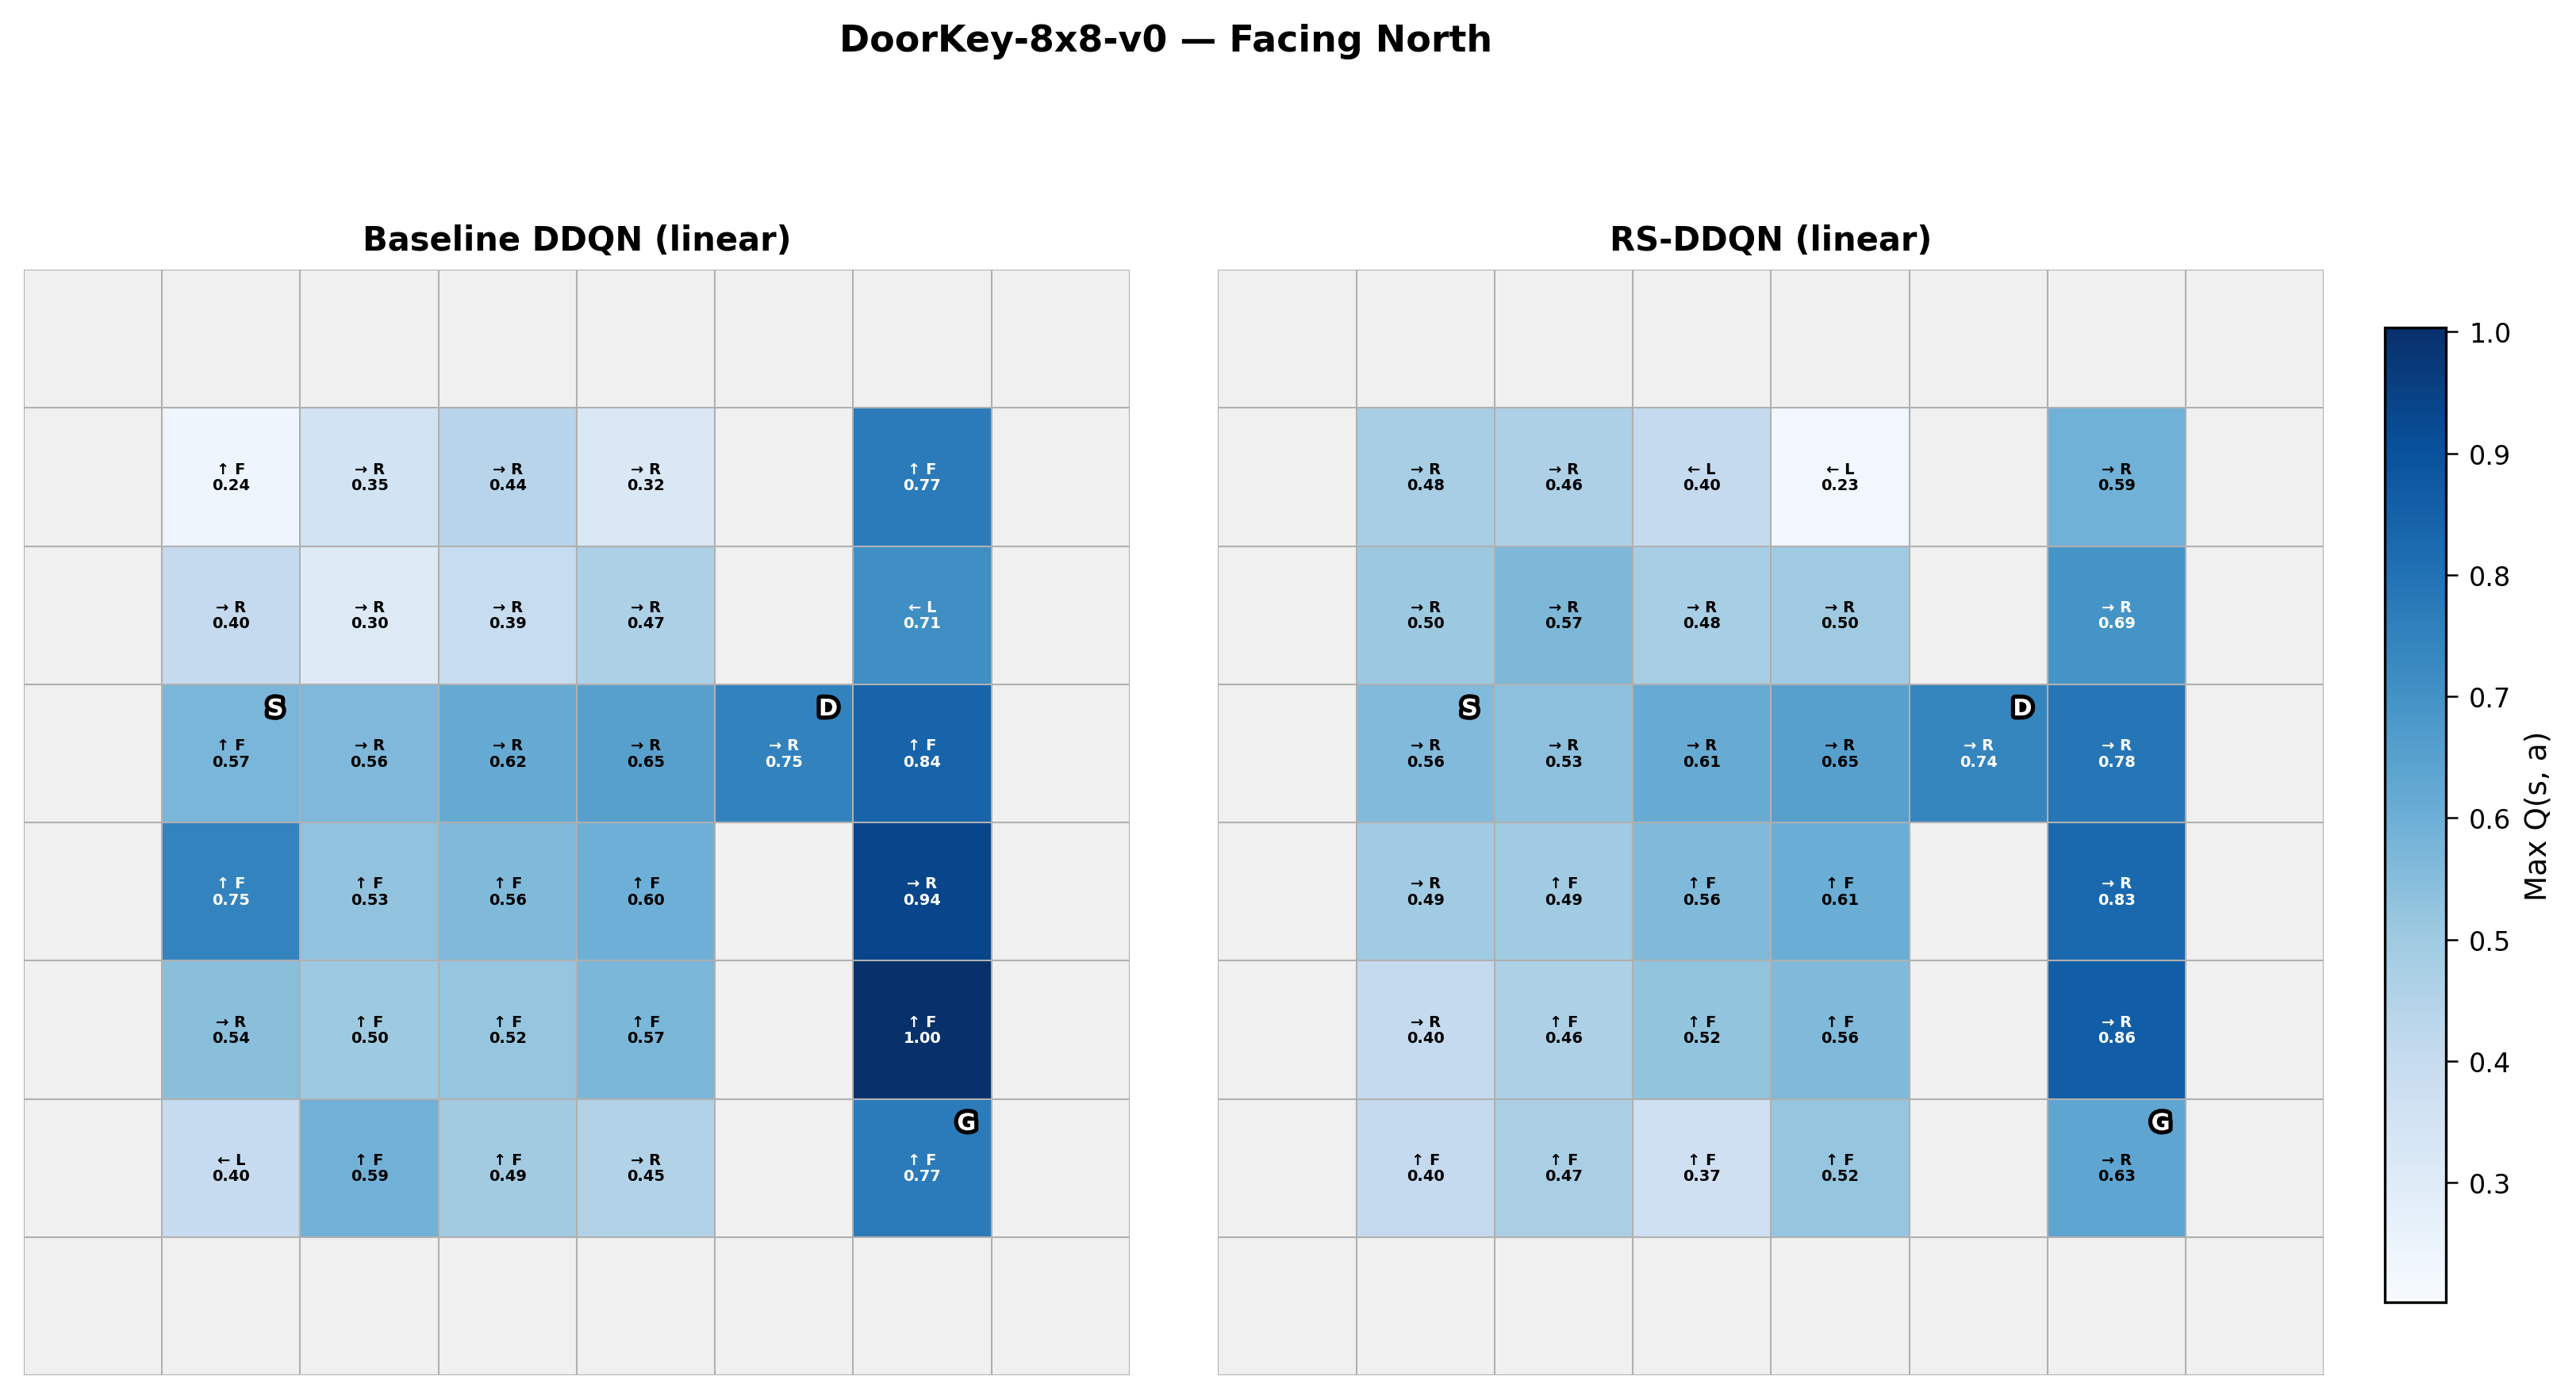 DoorKey-8x8-v0 — Facing North
Baseline DDQN (linear)
↑ F → R → R → R ↑ F
0.24 0.35 0.44 0.32 0.77
→ R → R → R → R ← L
0.40 0.30 0.39 0.47 0.71
S D
↑ F → R → R → R → R ↑ F
0.57 0.56 0.62 0.65 0.75 0.84
↑ F ↑ F ↑ F ↑ F → R
0.75 0.53 0.56 0.60 0.94
→ R ↑ F ↑ F ↑ F ↑ F
0.54 0.50 0.52 0.57 1.00
G
← L ↑ F ↑ F → R ↑ F
0.40 0.59 0.49 0.45 0.77
RS-DDQN (linear)
→ R → R ← L ← L → R
0.48 0.46 0.40 0.23 0.59
→ R → R → R → R → R
0.50 0.57 0.48 0.50 0.69
S D
→ R → R → R → R → R → R
0.56 0.53 0.61 0.65 0.74 0.78
→ R ↑ F ↑ F ↑ F → R
0.49 0.49 0.56 0.61 0.83
→ R ↑ F ↑ F ↑ F → R
0.40 0.46 0.52 0.56 0.86
G
↑ F ↑ F ↑ F ↑ F → R
0.40 0.47 0.37 0.52 0.63
1.0
0.9
0.8
0.7
0.6
0.5
0.4
0.3
Max Q(s, a)